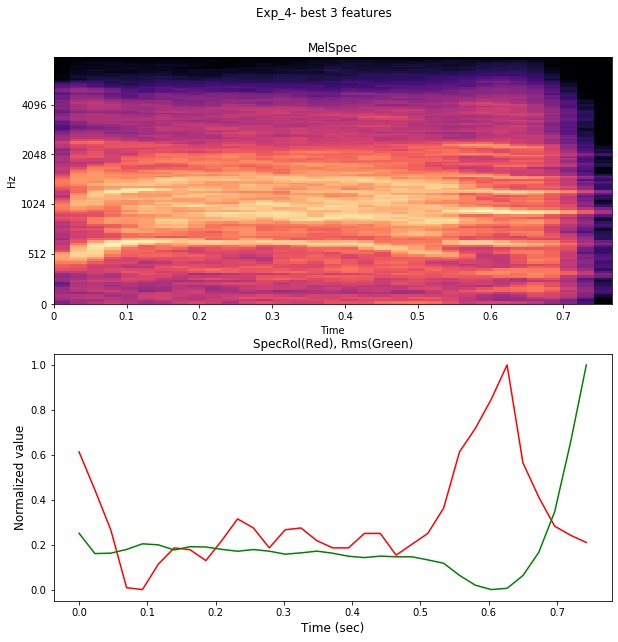 Exp_4- best 3 features
MelSpec
4096
2048
1024
512
0
Hz
0 0.1 0.2 0.3 0.4 0.5 0.6 0.7
Time
SpecRol(Red), Rms(Green)
1.0
0.8
0.6
0.4
0.2
0.0
Normalized value
0.0 0.1 0.2 0.3 0.4 0.5 0.6 0.7
Time (sec)